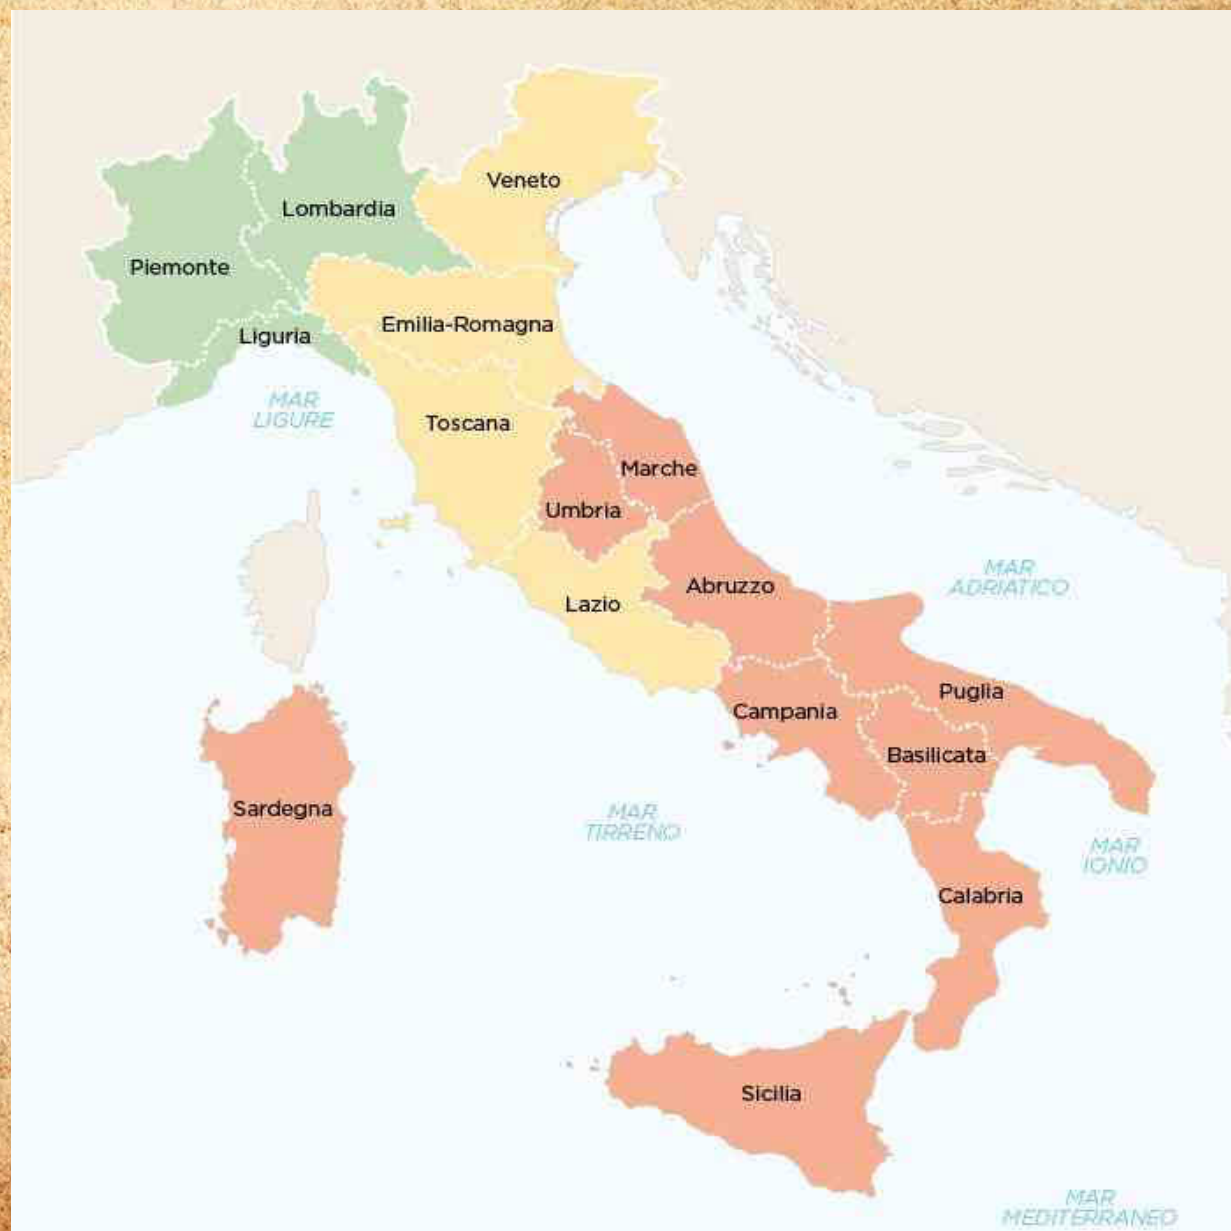 Veneto
Lombardia
Piemonte
Emilia-Romagna
Liguria
MAR
LIGURE
Toscana
Marche
Umbria
MAR
ADRIATICO
Abruzzo
Lazio
Puglia
Campania
Basilicata
Sardegna
MAR
TIRRENO
MAR
IONIO
Calabria
Sicilia
MAR
MEDITERRANEO